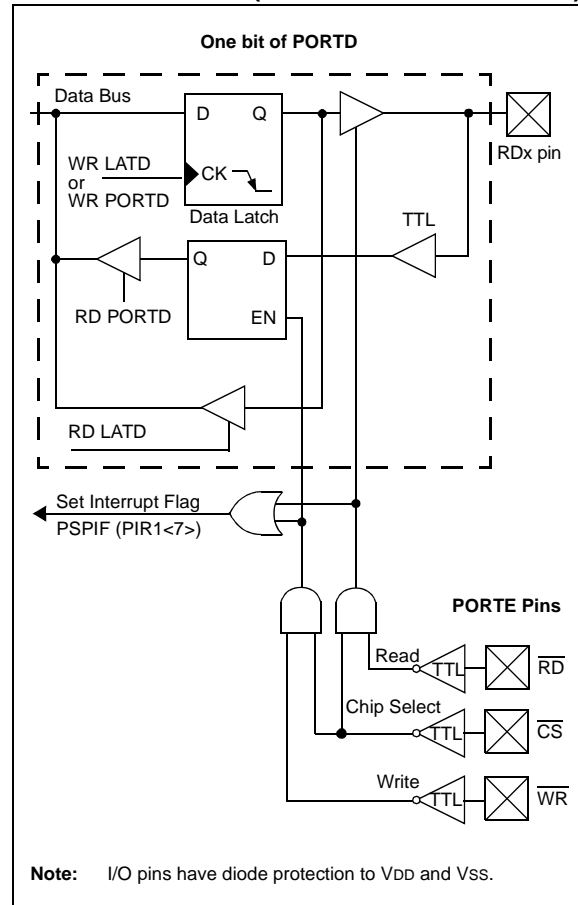 One bit of PORTD
Data Bus
D Q
RDx pin
WR LATD
or
WR PORTD
CK
Data Latch
TTL
Q D
RD PORTD
EN
RD LATD
Set Interrupt Flag
PSPIF (PIR1<7>)
PORTE Pins
Read
TTL
RD
Chip Select
TTL
CS
Write
TTL
WR
Note: I/O pins have diode protection to VDD and VSS.